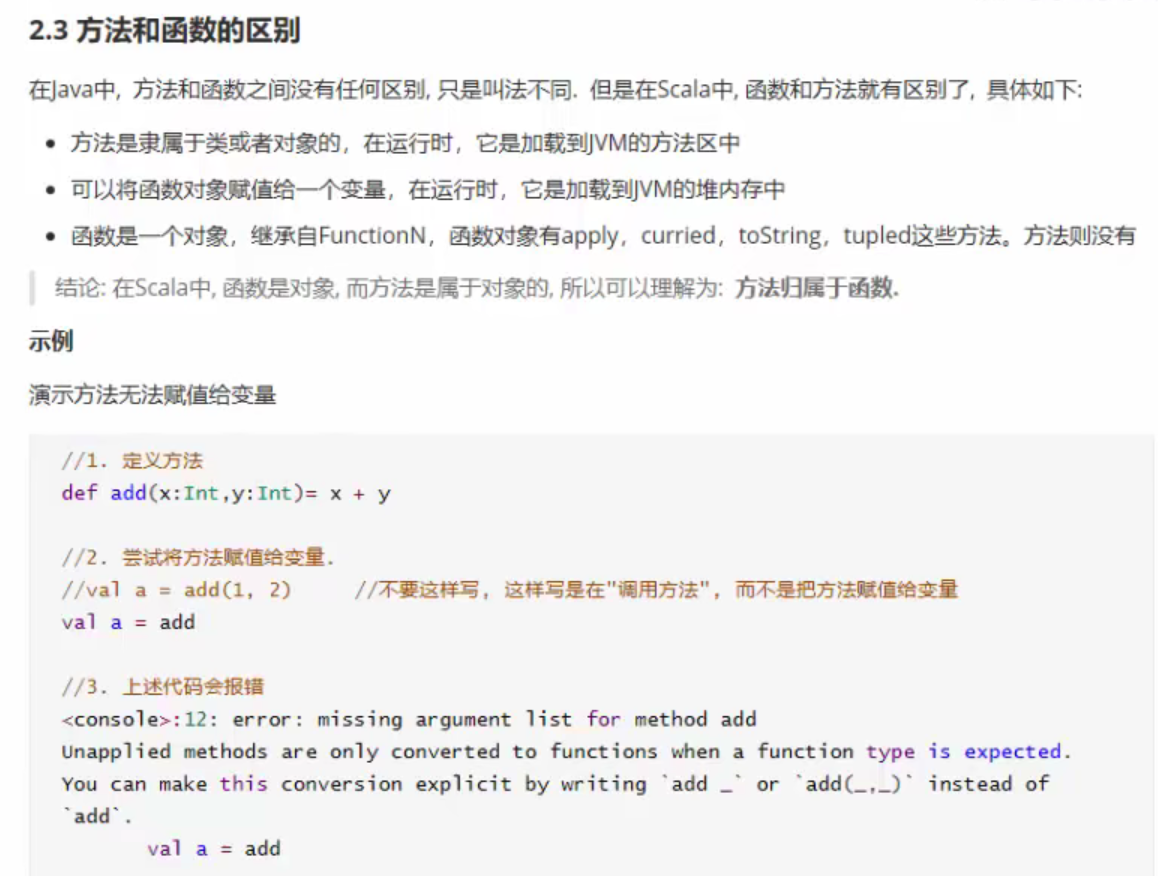 2.3 方法和函数的区别
在Java中, 方法和函数之间没有任何区别, 只是叫法不同. 但是在Scala中, 函数和方法就有区别了, 具体如下:
• 方法是隶属于类或者对象的，在运行时，它是加载到JVM的方法区中
• 可以将函数对象赋值给一个变量，在运行时，它是加载到JVM的堆内存中
• 函数是一个对象，继承自FunctionN，函数对象有apply，curried，toString，tupled这些方法。方法则没有
结论: 在Scala中, 函数是对象, 而方法是属于对象的, 所以可以理解为: 方法归属于函数.
示例
演示方法无法赋值给变量
//1. 定义方法
def add(x:Int,y:Int)= x + y
//2. 尝试将方法赋值给变量.
//val a = add(1, 2)     //不要这样写, 这样写是在"调用方法", 而不是把方法赋值给变量
val a = add
//3. 上述代码会报错
<console>:12: error: missing argument list for method add
Unapplied methods are only converted to functions when a function type is expected.
You can make this conversion explicit by writing `add _` or `add(_,_)` instead of
`add`.
       val a = add